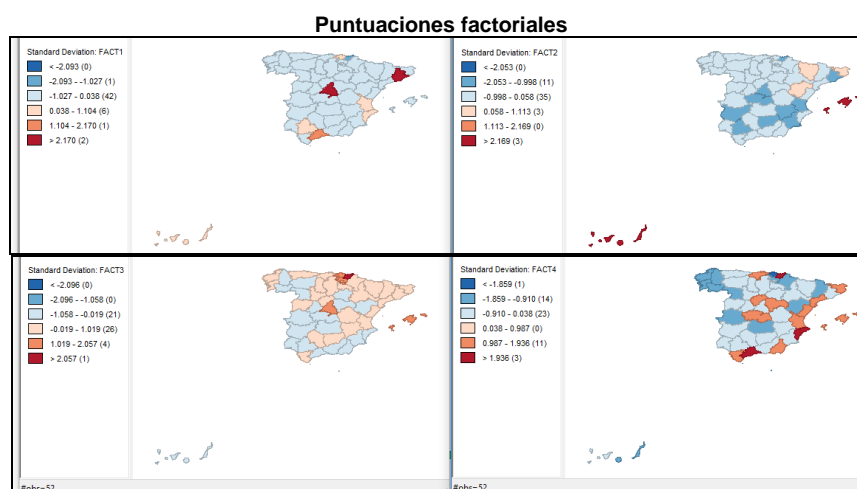 Puntuaciones factoriales
Standard Deviation: FACT1
< -2.093 (0)
-2.093 - -1.027 (1)
-1.027 - 0.038 (42)
0.038 - 1.104 (6)
1.104 - 2.170 (1)
> 2.170 (2)
Standard Deviation: FACT2
< -2.053 (0)
-2.053 - -0.998 (11)
-0.998 - 0.058 (35)
0.058 - 1.113 (3)
1.113 - 2.169 (0)
> 2.169 (3)
Standard Deviation: FACT3
< -2.096 (0)
-2.096 - -1.058 (0)
-1.058 - -0.019 (21)
-0.019 - 1.019 (26)
1.019 - 2.057 (4)
> 2.057 (1)
#obs=52
Standard Deviation: FACT4
< -1.859 (1)
-1.859 - -0.910 (14)
-0.910 - 0.038 (23)
0.038 - 0.987 (0)
0.987 - 1.936 (11)
> 1.936 (3)
#obs=52